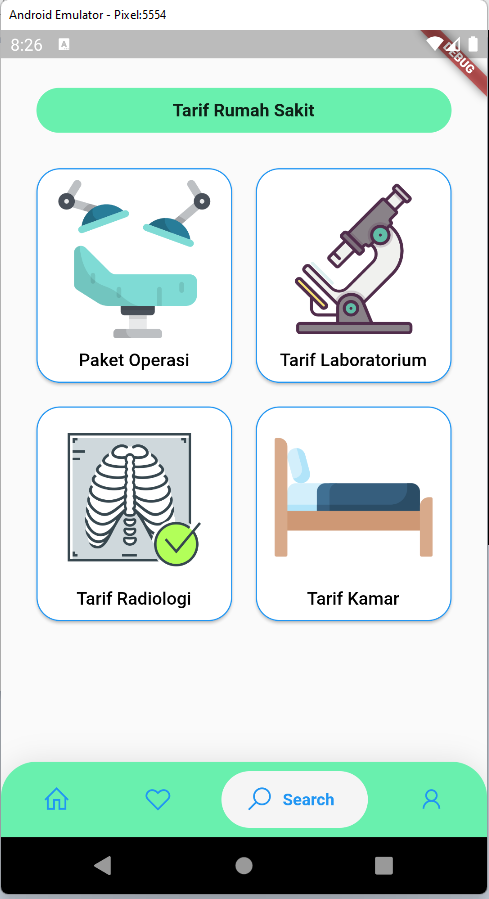 Android Emulator - Pixel:5554
8:26 A
DEBUG
Tarif Rumah Sakit
Paket Operasi
Tarif Laboratorium
Tarif Radiologi
Tarif Kamar
Search